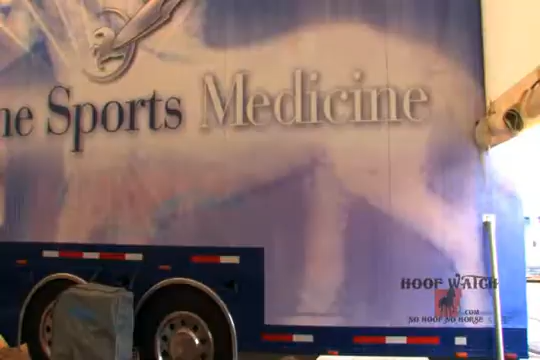 ne Sports Medicine
HOOF WATCH
.COM
NO HOOF NO HORSE